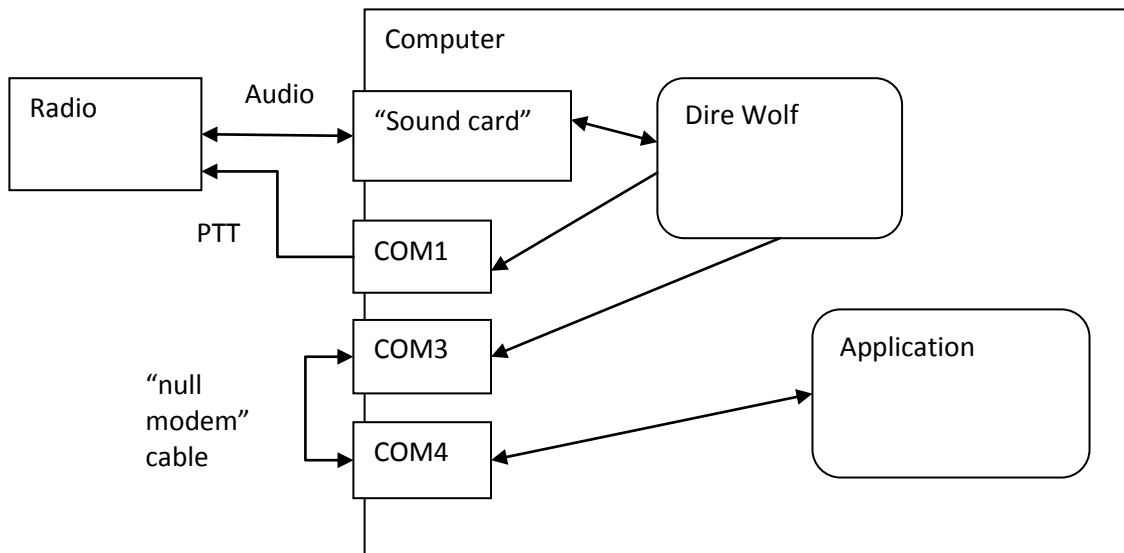 Computer
Radio
Audio
“Sound card”
Dire Wolf
PTT
COM1
COM3
Application
“null
modem”
cable
COM4